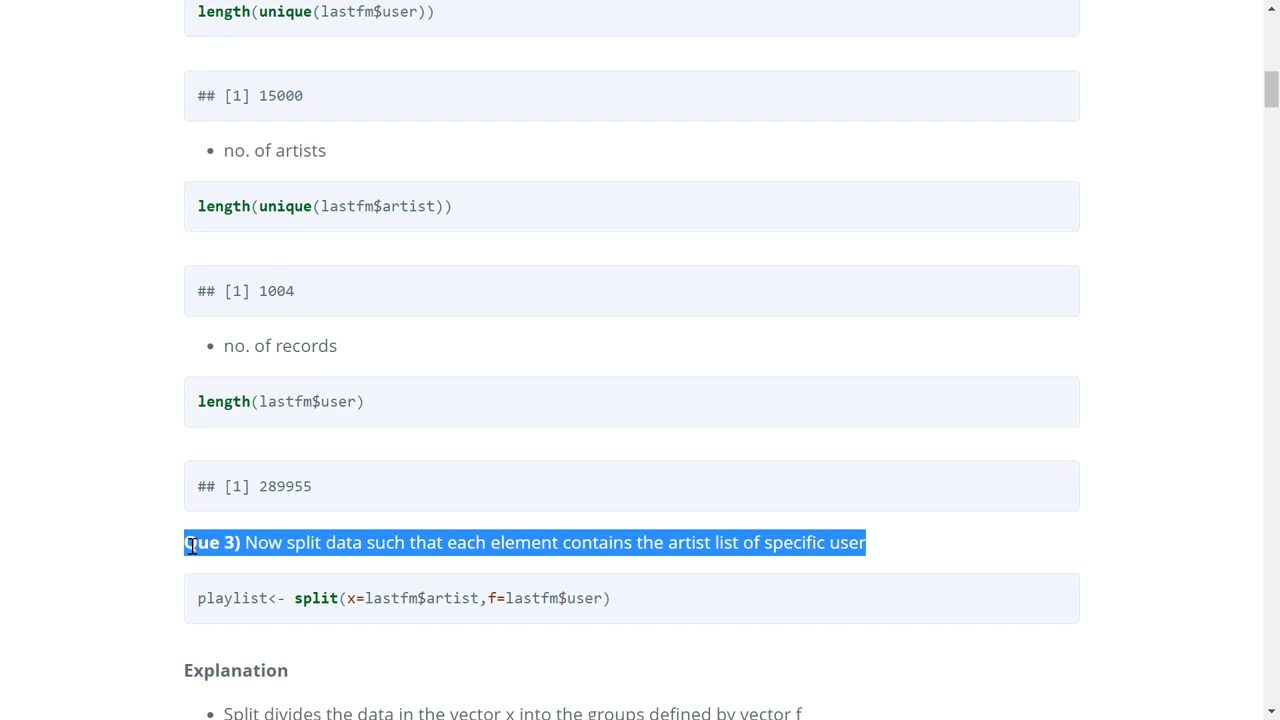 length(unique(lastfm$user))
## [1] 15000
• no. of artists
length(unique(lastfm$artist))
## [1] 1004
• no. of records
length(lastfm$user)
## [1] 289955
Que 3) Now split data such that each element contains the artist list of specific user
playlist<- split(x=lastfm$artist,f=lastfm$user)
Explanation
• Split divides the data in the vector x into the groups defined by vector f